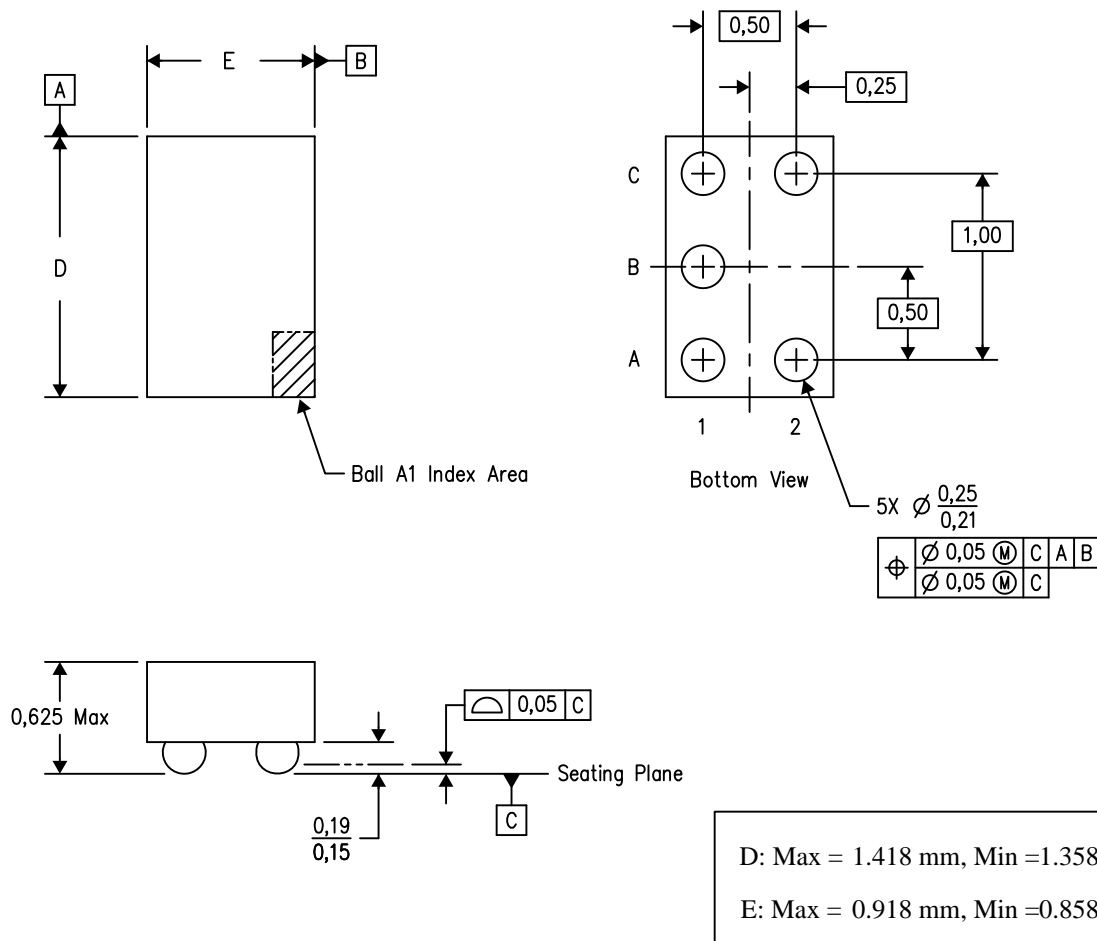 0,50
E
B
A
0,25
C
D
1,00
B
0,50
A
1 2
Ball A1 Index Area
Bottom View
5X Ø 0,25
0,21
Ø 0,05 Ⓜ C A B
Ø 0,05 Ⓜ C
0,625 Max
0,05 C
Seating Plane
C
0,19
0,15
D: Max = 1.418 mm, Min =1.358
E: Max = 0.918 mm, Min =0.858